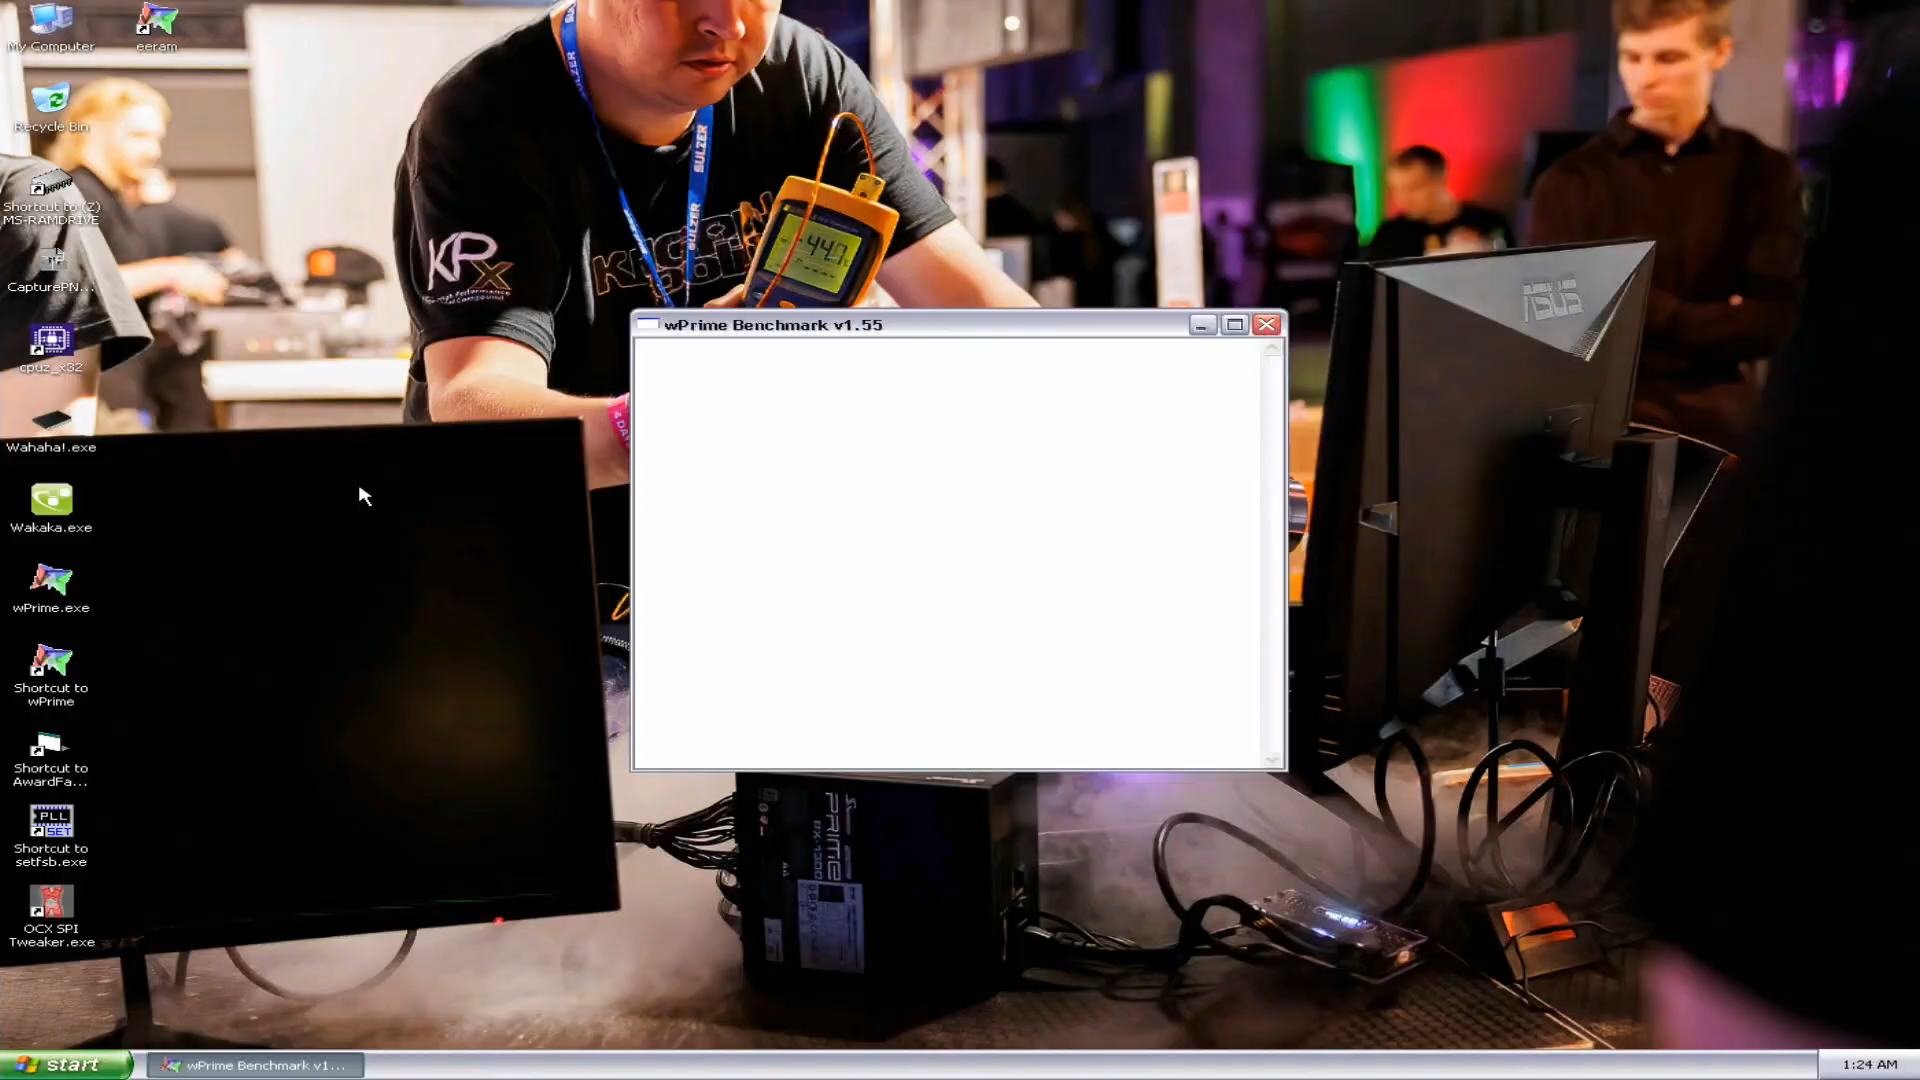 My Computer
eeram
Recycle Bin
Shortcut to (Z)
MS-RAMDRIVE
CapturePN...
cpuz_x32
Wahaha!.exe
Wakaka.exe
wPrime.exe
Shortcut to
wPrime
Shortcut to
AwardFa...
PLL
SET
Shortcut to
setfsb.exe
OCX SPI
Tweaker.exe
SULZER
SULZER
SULZER
KPx
ASUS
wPrime Benchmark v1.55
PRIME
start
wPrime Benchmark v1...
1:24 AM